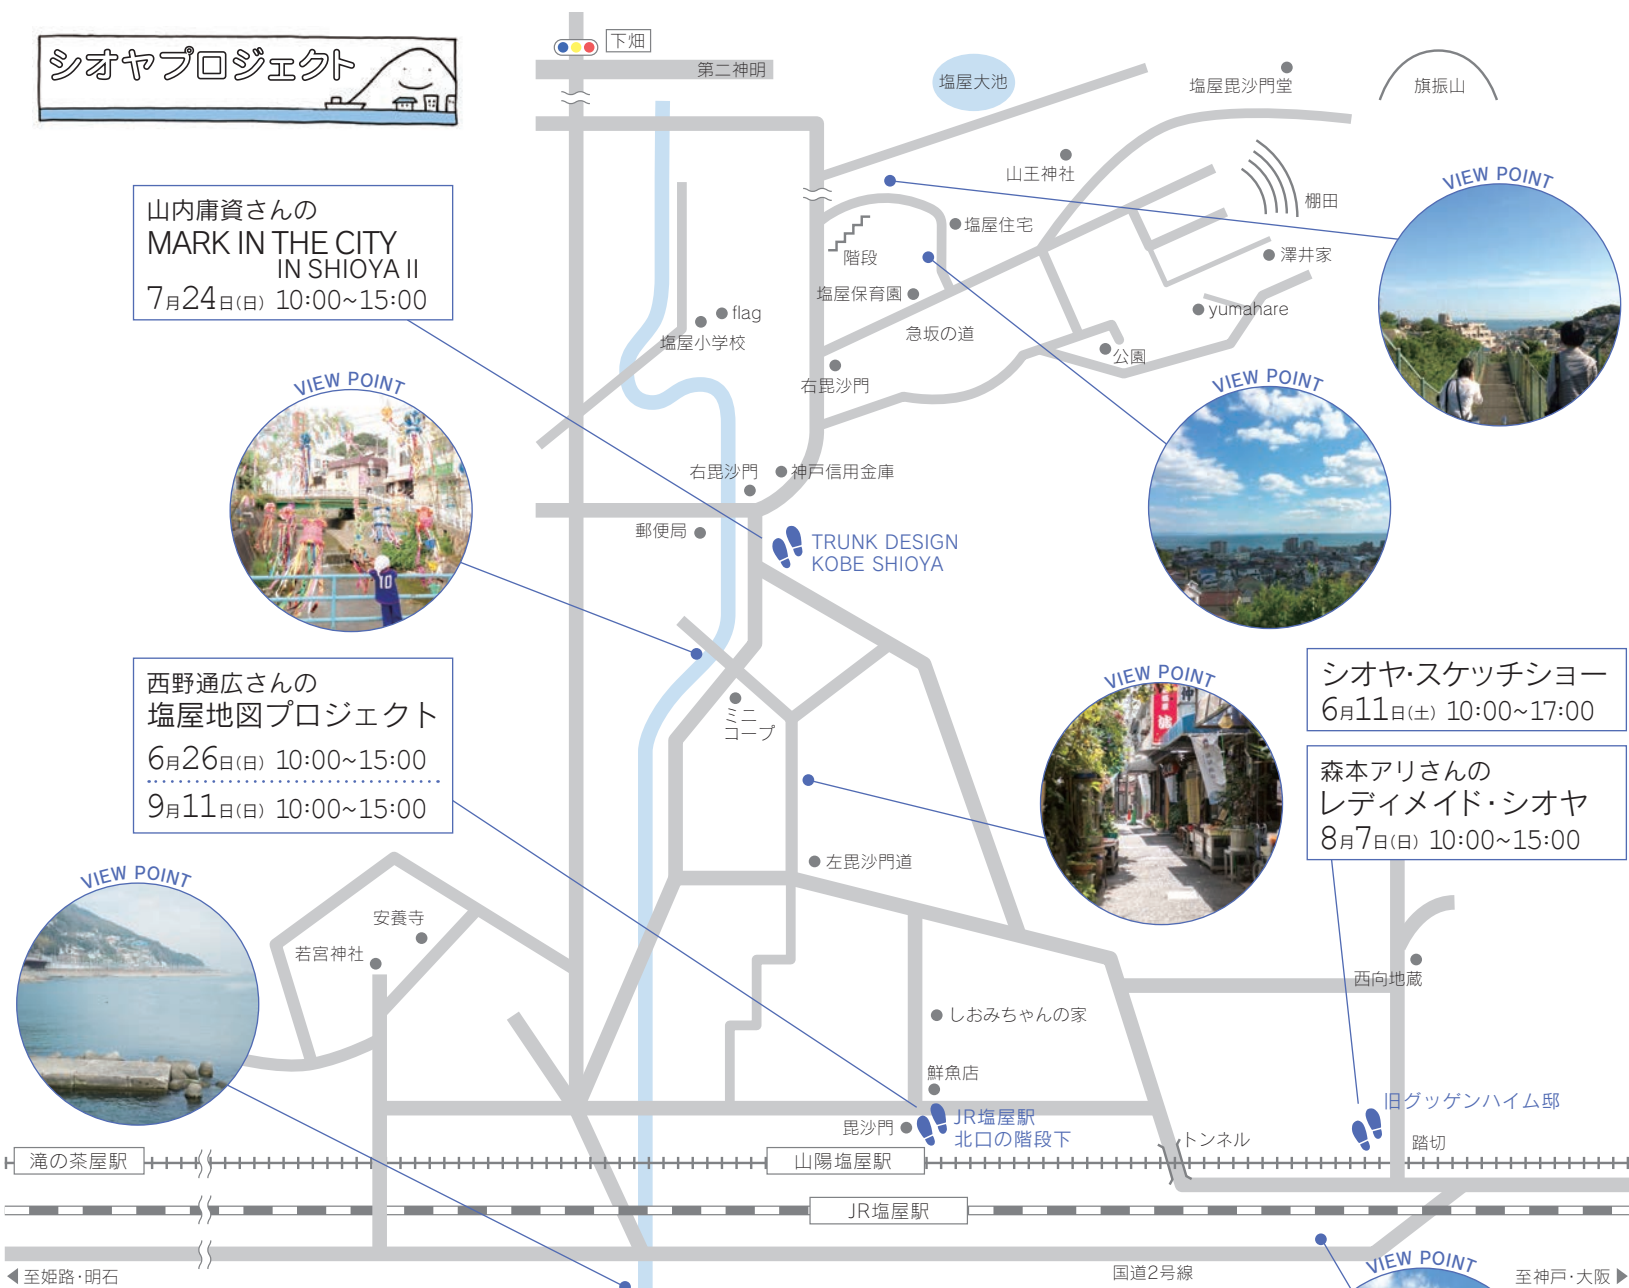 シオヤプロジェクト
下畑
第二神明
塩屋大池
塩屋毘沙門堂
旗振山
山王神社
棚田
VIEW POINT
塩屋住宅
階段
澤井家
塩屋保育園
急坂の道
yumahare
公園
右毘沙門
VIEW POINT
山内庸資さんの
MARK IN THE CITY
IN SHIOYA II
7月24日(日) 10:00~15:00
flag
塩屋小学校
VIEW POINT
10
右毘沙門
神戸信用金庫
郵便局
TRUNK DESIGN
KOBE SHIOYA
西野通広さんの
塩屋地図プロジェクト
6月26日(日) 10:00~15:00
9月11日(日) 10:00~15:00
ミニ
コープ
VIEW POINT
シオヤ・スケッチショー
6月11日(土) 10:00~17:00
森本アリさんの
レディメイド・シオヤ
8月7日(日) 10:00~15:00
左毘沙門道
VIEW POINT
安養寺
若宮神社
西向地蔵
しおみちゃんの家
鮮魚店
毘沙門
JR塩屋駅
北口の階段下
旧グッゲンハイム邸
トンネル
踏切
滝の茶屋駅
山陽塩屋駅
JR塩屋駅
◀至姫路・明石
国道2号線
VIEW POINT
至神戸・大阪▶